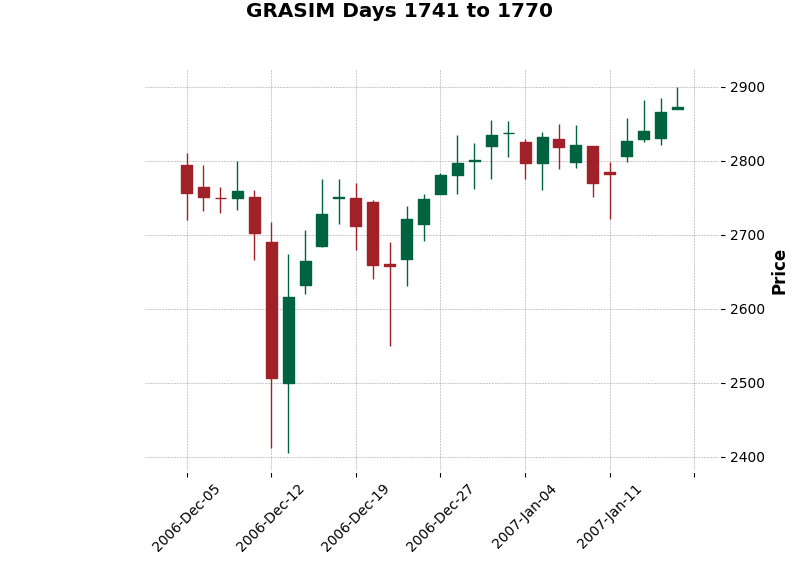 GRASIM Days 1741 to 1770
2900
2800
2700
2600
2500
2400
Price
2006-Dec-05
2006-Dec-12
2006-Dec-19
2006-Dec-27
2007-Jan-04
2007-Jan-11